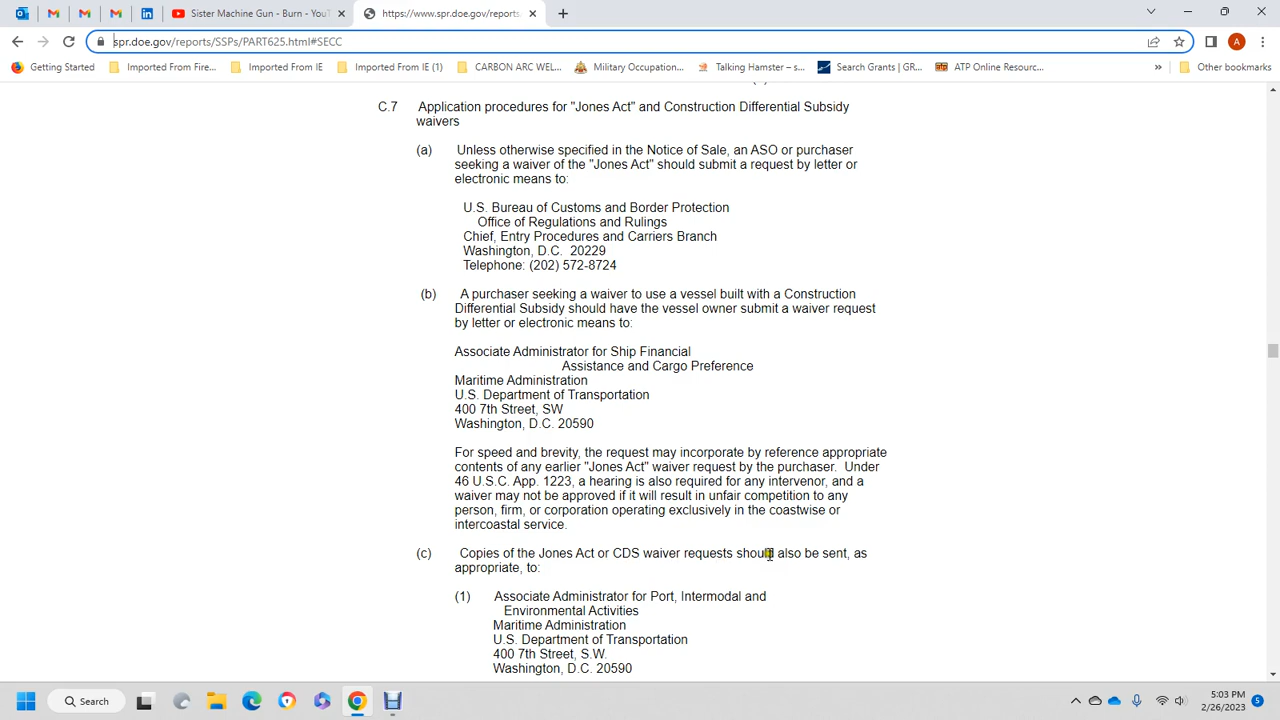 Sister Machine Gun - Burn - YouT
https://www.spr.doe.gov/reports.
spr.doe.gov/reports/SSPs/PART625.html#SECC
A
Getting Started
Imported From Fire...
Imported From IE
Imported From IE (1)
CARBON ARC WEL...
Military Occupation...
Talking Hamster – s...
Search Grants | GR...
ATP Online Resourc...
»
Other bookmarks
C.7 Application procedures for "Jones Act" and Construction Differential Subsidy
waivers
(a) Unless otherwise specified in the Notice of Sale, an ASO or purchaser
seeking a waiver of the "Jones Act" should submit a request by letter or
electronic means to:
U.S. Bureau of Customs and Border Protection
Office of Regulations and Rulings
Chief, Entry Procedures and Carriers Branch
Washington, D.C. 20229
Telephone: (202) 572-8724
(b) A purchaser seeking a waiver to use a vessel built with a Construction
Differential Subsidy should have the vessel owner submit a waiver request
by letter or electronic means to:
Associate Administrator for Ship Financial
Assistance and Cargo Preference
Maritime Administration
U.S. Department of Transportation
400 7th Street, SW
Washington, D.C. 20590
For speed and brevity, the request may incorporate by reference appropriate
contents of any earlier "Jones Act" waiver request by the purchaser. Under
46 U.S.C. App. 1223, a hearing is also required for any intervenor, and a
waiver may not be approved if it will result in unfair competition to any
person, firm, or corporation operating exclusively in the coastwise or
intercoastal service.
(c) Copies of the Jones Act or CDS waiver requests should also be sent, as
appropriate, to:
(1) Associate Administrator for Port, Intermodal and
Environmental Activities
Maritime Administration
U.S. Department of Transportation
400 7th Street, S.W.
Washington, D.C. 20590
Search
5:03 PM
2/26/2023
5